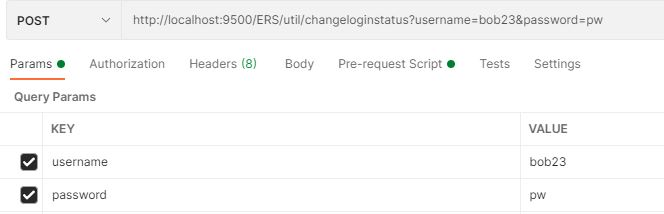 POST http://localhost:9500/ERS/util/changeloginstatus?username=bob23&password=pw
Params Authorization Headers (8) Body Pre-request Script Tests Settings
Query Params
KEY VALUE
username bob23
password pw